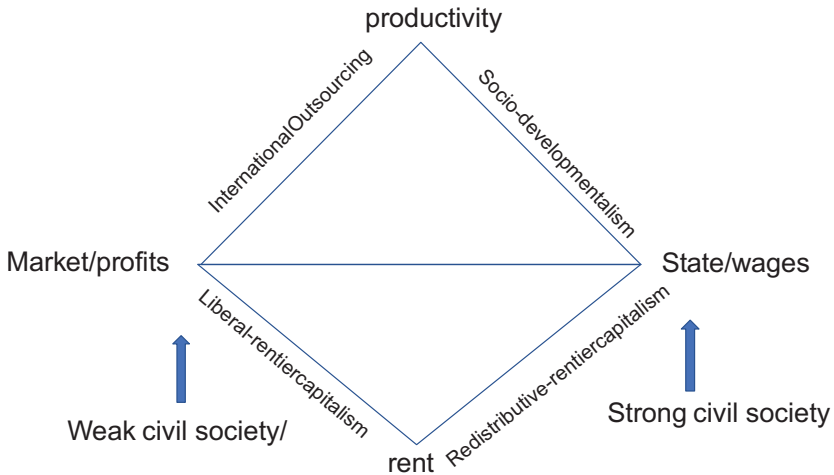 productivity
InternationalOutsourcing
Socio-developmentalism
Market/profits
State/wages
Liberal-rentiercapitalism
Redistributive-rentiercapitalism
Weak civil society/
Strong civil society
rent